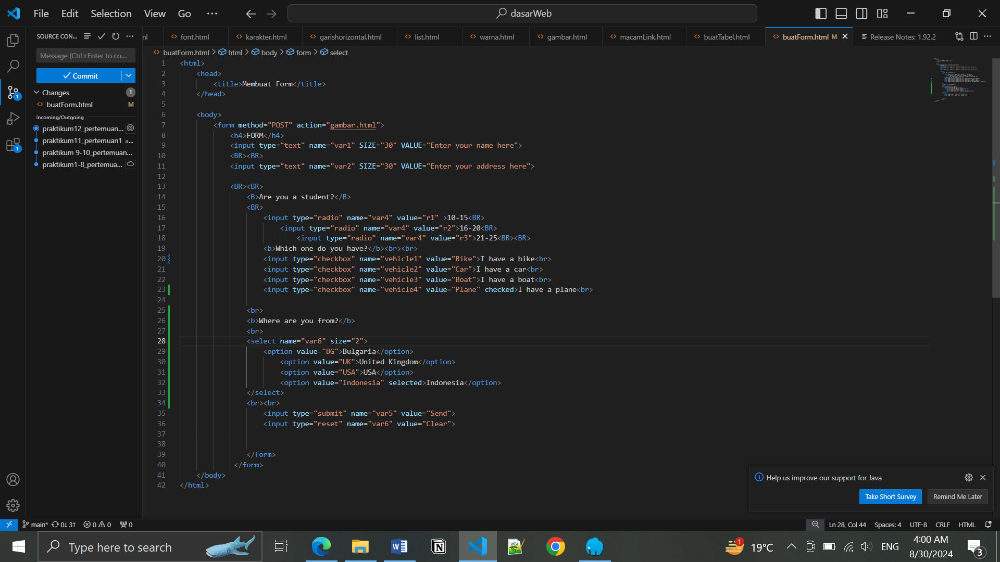 File Edit Selection View Go ··· dasarWeb
SOURCE CON...
ml font.html karakter.html garishorizontal.html list.html warna.html gambar.html macamLink.html buatTabel.html buatForm.html M Release Notes: 1.92.2
Message (Ctrl+Enter to co...
Commit
Changes 1
buatForm.html M
Incoming/Outgoing
praktikum12_pertemuan...
praktikum11_pertemuan1 a...
praktikum 9-10_pertemuan...
praktikum1-8_pertemua...
1
1
buatForm.html > html > body > form > select
1 <html>
2 <head>
3 <title>Membuat Form</title>
4 </head>
5
6 <body>
7 <form method="POST" action="gambar.html">
8 <h4>FORM</h4>
9 <input type="text" name="var1" SIZE="30" VALUE="Enter your name here">
10 <BR><BR>
11 <input type="text" name="var2" SIZE="30" VALUE="Enter your address here">
12
13 <BR><BR>
14 <B>Are you a student?</B>
15 <BR>
16 <input type="radio" name="var4" value="r1" >10-15<BR>
17 <input type="radio" name="var4" value="r2">16-20<BR>
18 <input type="radio" name="var4" value="r3">21-25<BR><BR>
19 <b>Which one do you have?</b><br><br>
20 <input type="checkbox" name="vehicle1" value="Bike">I have a bike<br>
21 <input type="checkbox" name="vehicle2" value="Car">I have a car<br>
22 <input type="checkbox" name="vehicle3" value="Boat">I have a boat<br>
23 <input type="checkbox" name="vehicle4" value="Plane" checked>I have a plane<br>
24
25 <br>
26 <b>Where are you from?</b>
27 <br>
28 <select name="var6" size="2">
29 <option value="BG">Bulgaria</option>
30 <option value="UK">United Kingdom</option>
31 <option value="USA">USA</option>
32 <option value="Indonesia" selected>Indonesia</option>
33 </select>
34 <br><br>
35 <input type="submit" name="var5" value="Send">
36 <input type="reset" name="var6" value="Clear">
37
38
39 </form>
40 </form>
41 </body>
42 </html>
Help us improve our support for Java
Take Short Survey Remind Me Later
main* 0↓ 3↑ 0 0 0 Ln 28, Col 44 Spaces: 4 UTF-8 CRLF HTML
Type here to search
1 19°C ENG
4:00 AM
8/30/2024
3